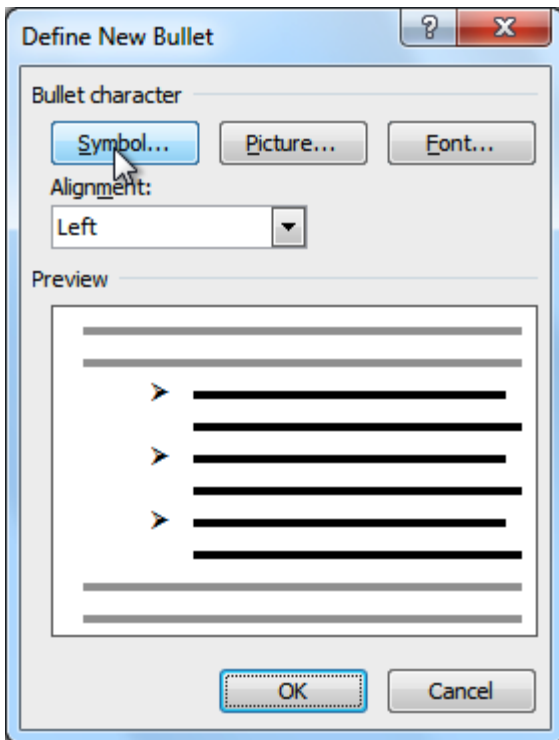 Define New Bullet
Bullet character
Symbol... Picture... Font...
Alignment:
Left
Preview
OK Cancel